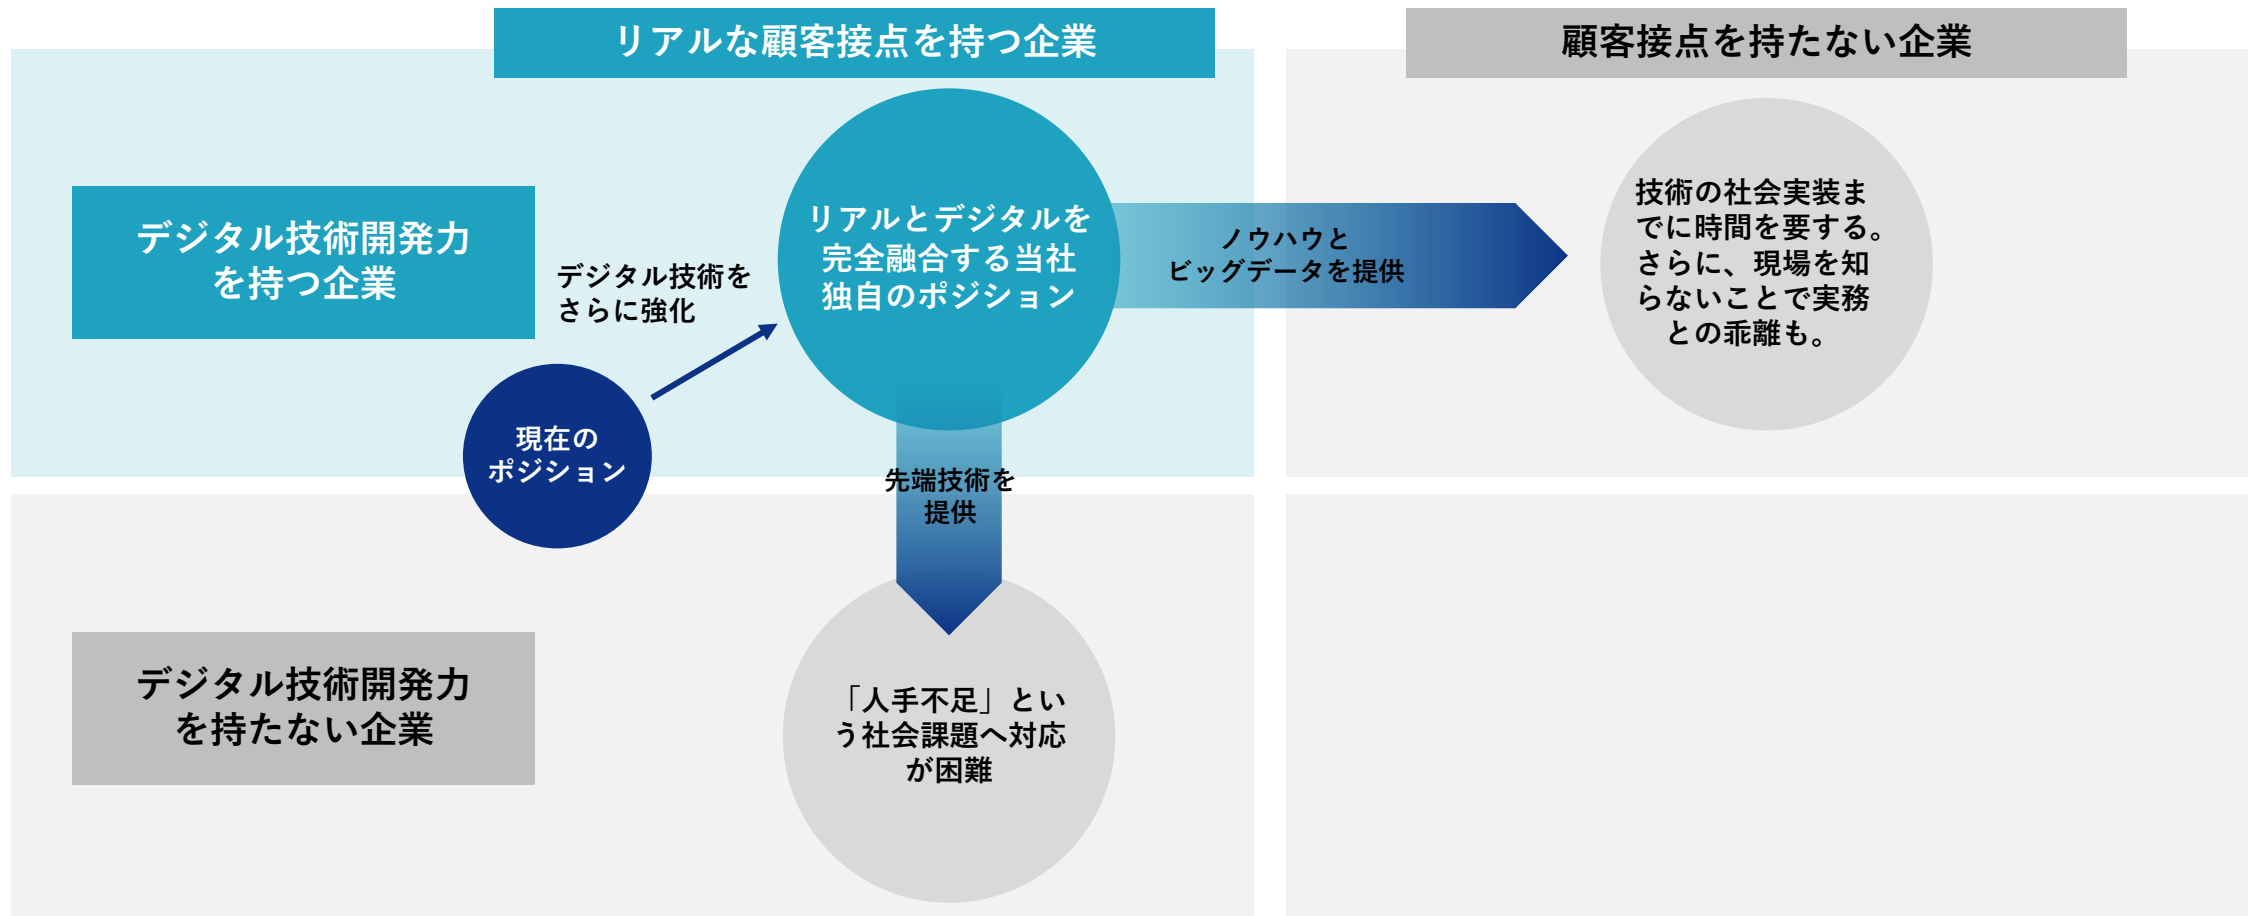 リアルな顧客接点を持つ企業
顧客接点を持たない企業
デジタル技術開発力
を持つ企業
デジタル技術を
さらに強化
現在の
ポジション
リアルとデジタルを
完全融合する当社
独自のポジション
ノウハウと
ビッグデータを提供
技術の社会実装ま
でに時間を要する。
さらに、現場を知
らないことで実務
との乖離も。
先端技術を
提供
デジタル技術開発力
を持たない企業
「人手不足」とい
う社会課題へ対応
が困難